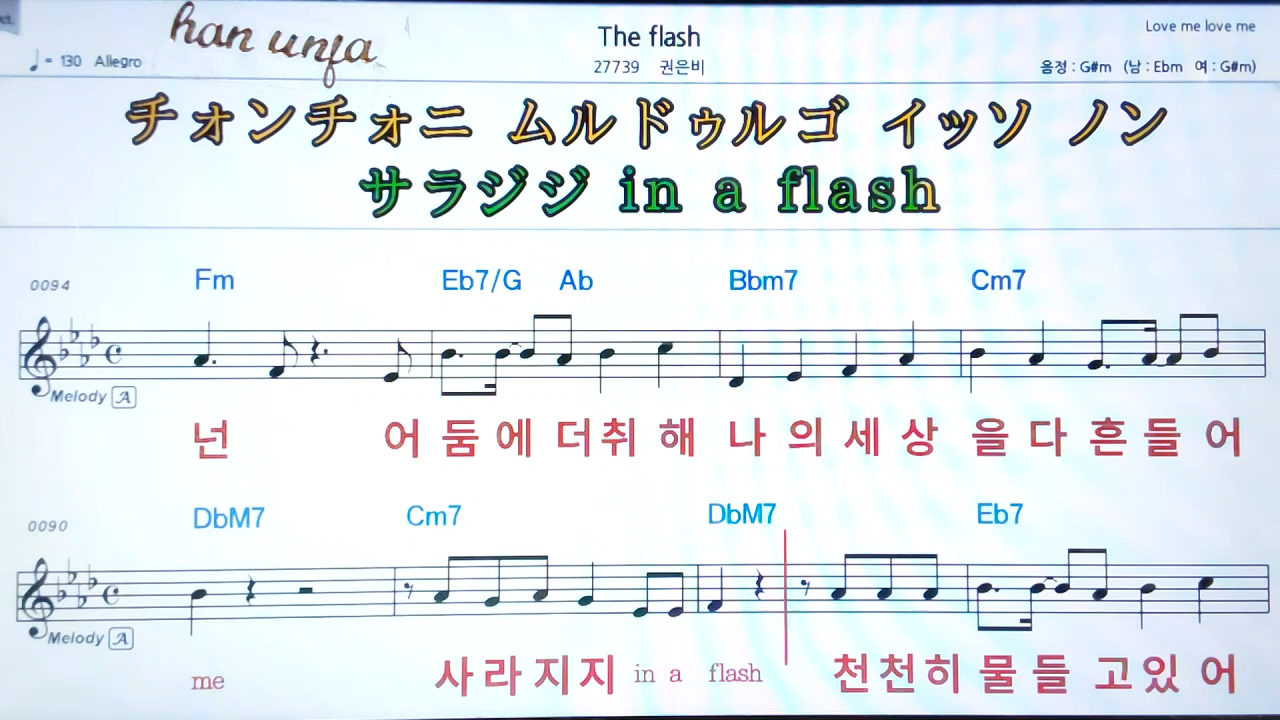 ct.
han unja
The flash
Love me love me
♩= 130 Allegro
27739 권은비
음정 : G#m (남 : Ebm 여 : G#m)
チォンチォニ ムルドゥルゴ イッソ ノン
サラジジ in a flash
0094 Fm Eb7/G Ab Bbm7 Cm7
Melody A
넌 어 둠 에 더 취 해 나 의 세 상 을 다 흔 들 어
0090 DbM7 Cm7 DbM7 Eb7
Melody A
me 사 라 지 지 in a flash 천 천 히 물 들 고 있 어